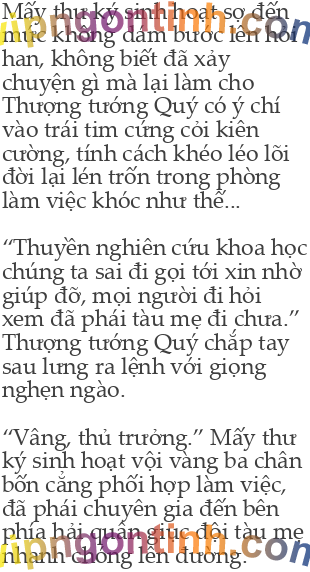 Mấy thư ký sinh hoạt sợ đến
mức không dám bước lên hỏi
han, không biết đã xảy
chuyện gì mà lại làm cho
Thượng tướng Quý có ý chí
vào trái tim cứng cỏi kiên
cường, tính cách khéo léo lõi
đời lại lén trốn trong phòng
làm việc khóc như thế...
“Thuyền nghiên cứu khoa học
chúng ta sai đi gọi tới xin nhờ
giúp đỡ, mọi người đi hỏi
xem đã phái tàu mẹ đi chưa.”
Thượng tướng Quý chắp tay
sau lưng ra lệnh với giọng
nghẹn ngào.
“Vâng, thủ trưởng.” Mấy thư
ký sinh hoạt vội vàng ba chân
bốn cẳng phối hợp làm việc,
đã phái chuyên gia đến bên
phía hải quân giục đội tàu mẹ
nhanh chóng lên đường.